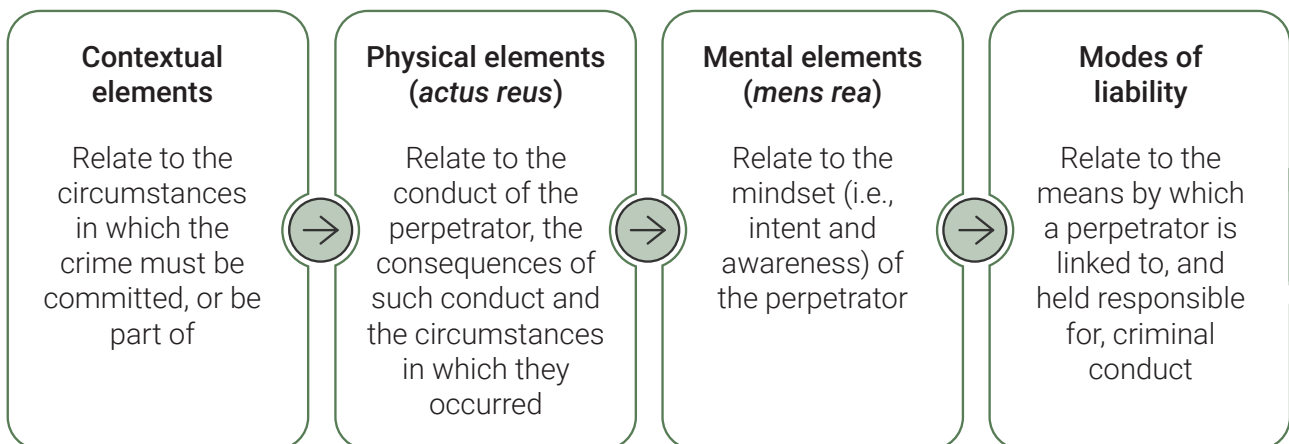 Contextual
elements
Relate to the
circumstances
in which the
crime must be
committed, or be
part of
Physical elements
(actus reus)
Relate to the
conduct of the
perpetrator, the
consequences of
such conduct and
the circumstances
in which they
occurred
Mental elements
(mens rea)
Relate to the
mindset (i.e.,
intent and
awareness) of
the perpetrator
Modes of
liability
Relate to the
means by which
a perpetrator is
linked to, and
held responsible
for, criminal
conduct